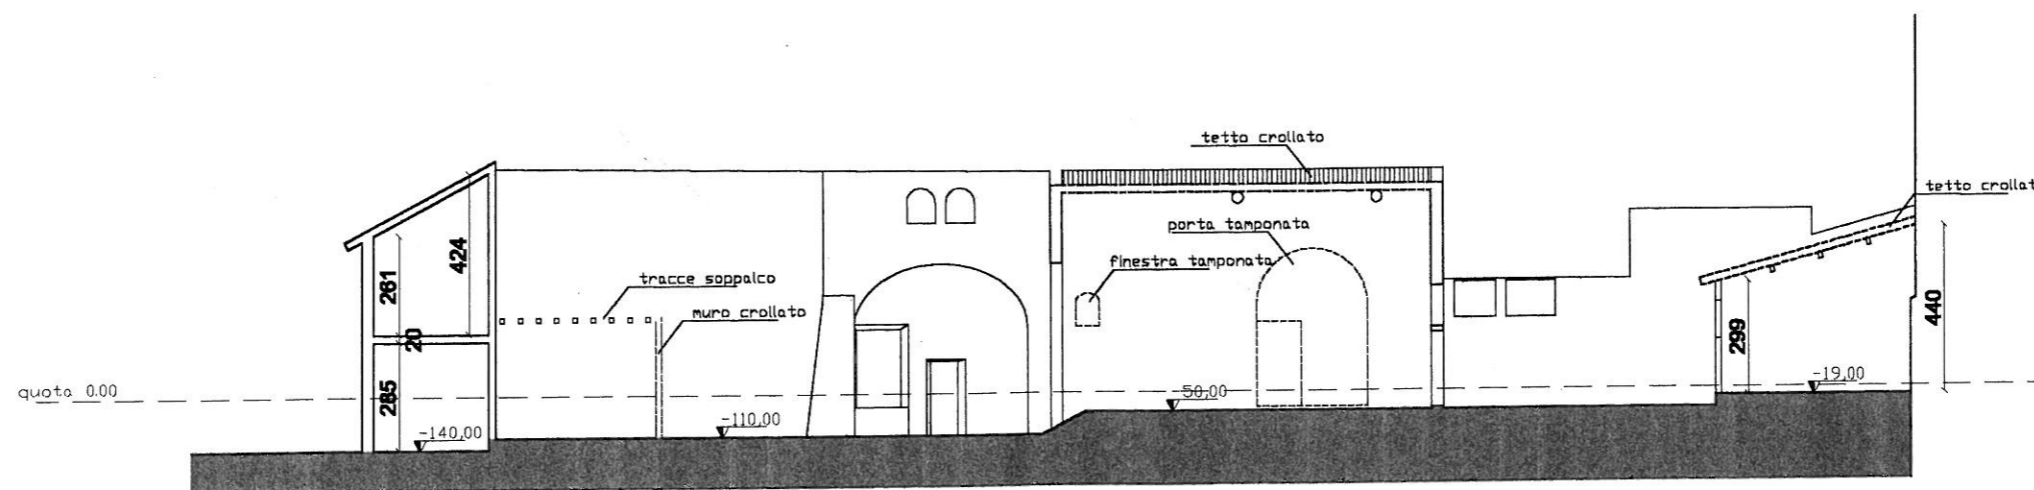 tetto crollato
tetto crollat
porta tamponata
finestra tamponata
424
261
tracce soppalco
muro crollato
20
440
299
-19,00
quota 0.00
285
50,00
-110,00
-140,00